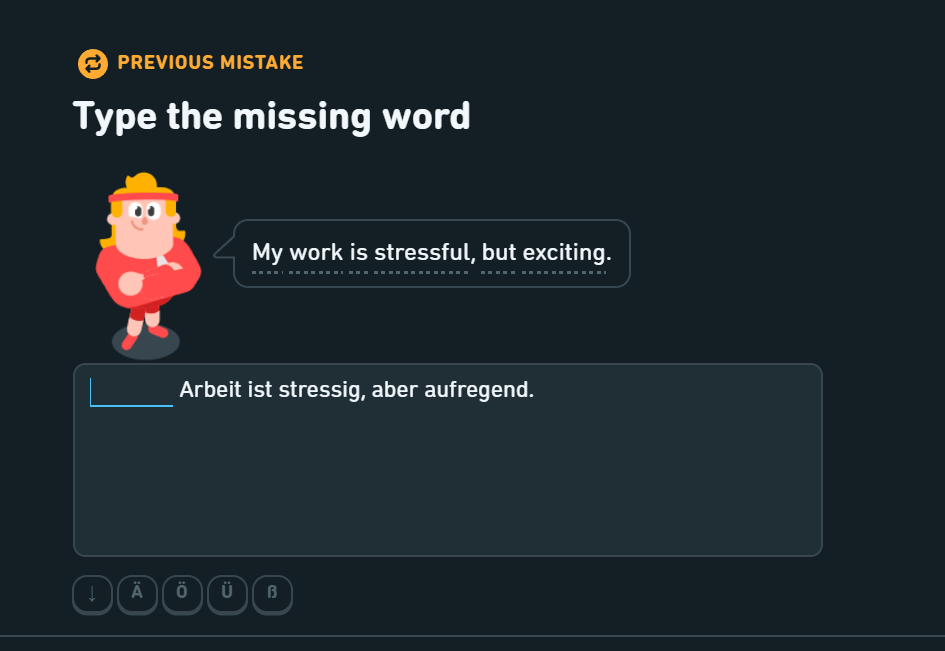 PREVIOUS MISTAKE
Type the missing word
My work is stressful, but exciting.
Arbeit ist stressig, aber aufregend.
↓ Ä Ö Ü ß